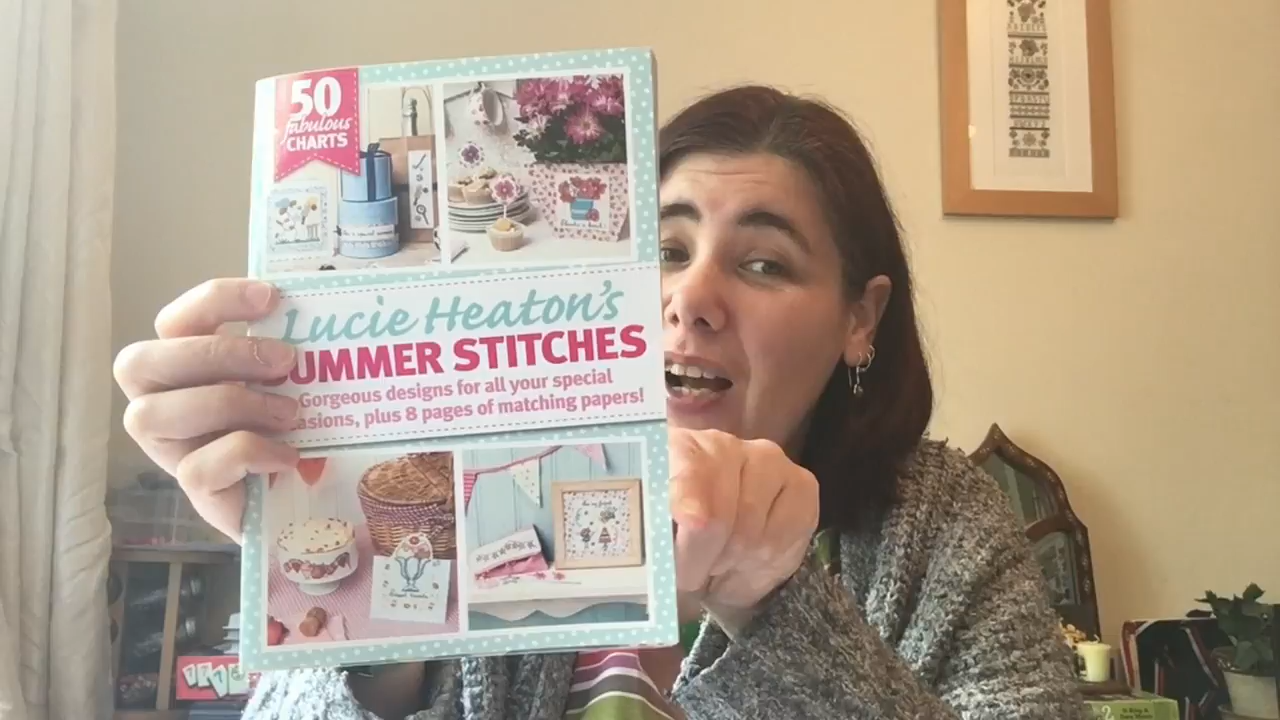 50
fabulous
CHARTS
Lucie Heaton's
UMMER STITCHES
Gorgeous designs for all your special
asions, plus 8 pages of matching papers!